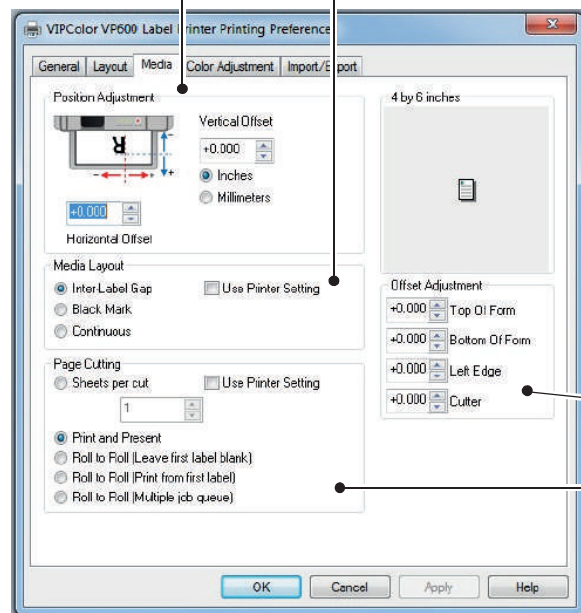 VIPColor VP600 Label Printer Printing Preference
General Layout Media Color Adjustment Import/Export
Position Adjustment
R
Vertical Offset
+0.000
Inches
Millimeters
+0.000
Horizontal Offset
4 by 6 inches
Media Layout
Inter-Label Gap
Use Printer Setting
Black Mark
Continuous
Offset Adjustment
+0.000 Top Of Form
+0.000 Bottom Of Form
+0.000 Left Edge
+0.000 Cutter
Page Cutting
Sheets per cut
Use Printer Setting
1
Print and Present
Roll to Roll (Leave first label blank)
Roll to Roll (Print from first label)
Roll to Roll (Multiple job queue)
OK Cancel Apply Help